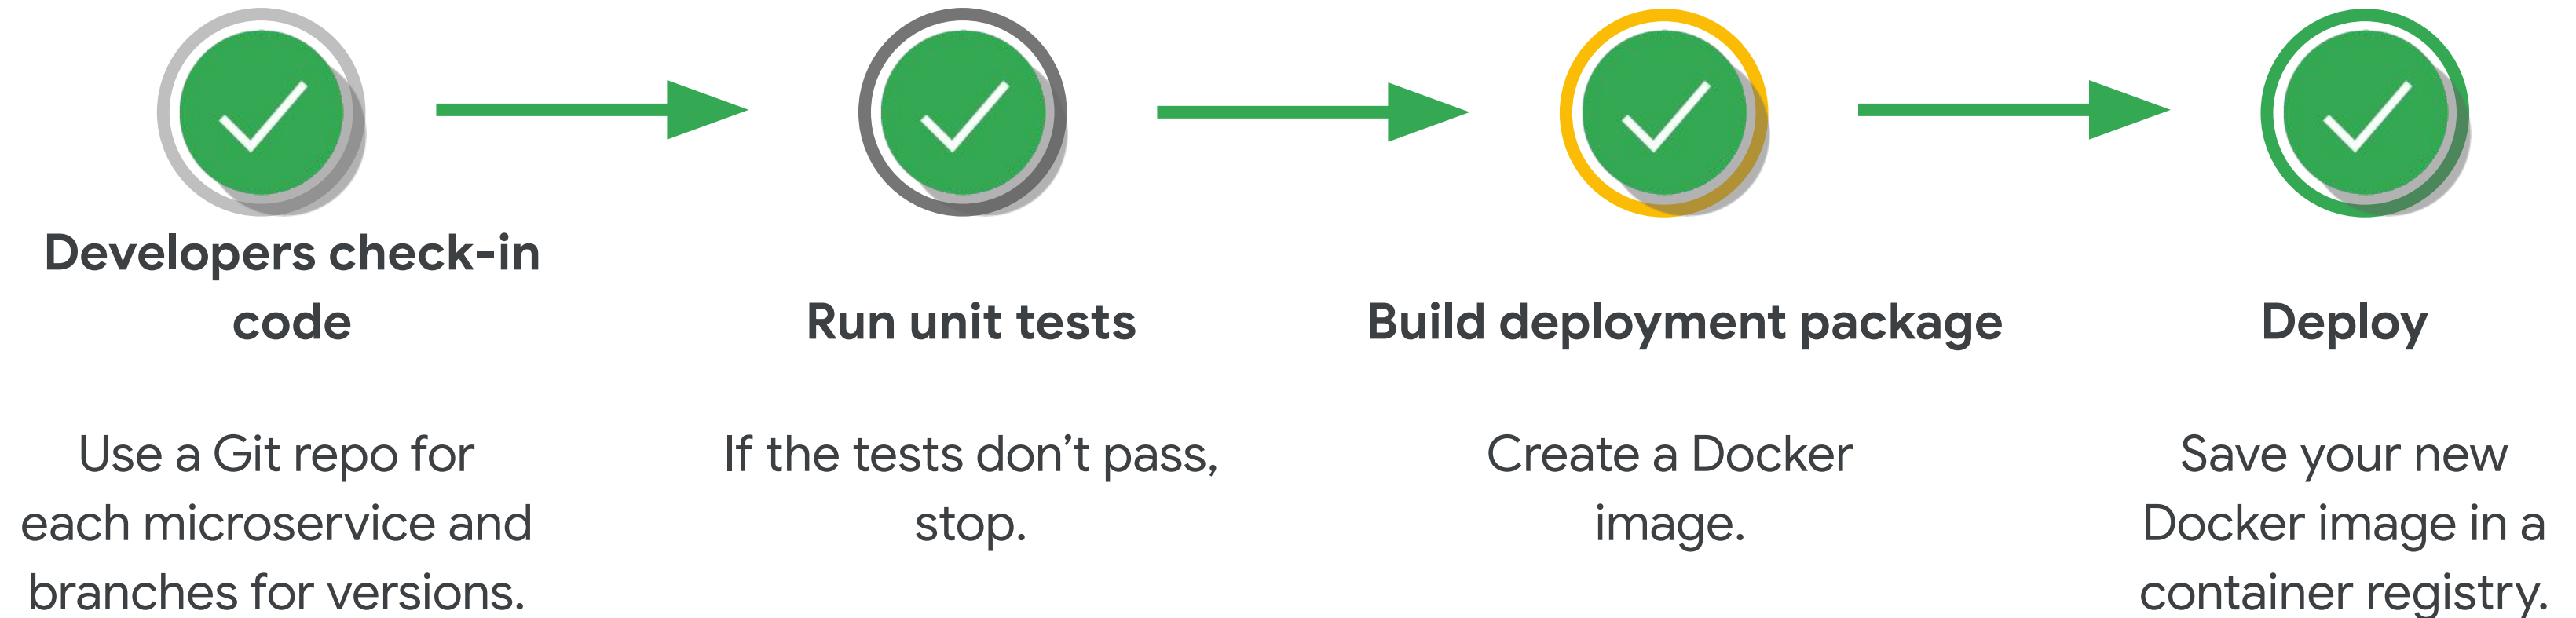 Developers check-in
code
Use a Git repo for
each microservice and
branches for versions.
Run unit tests
If the tests don’t pass,
stop.
Build deployment package
Create a Docker
image.
Deploy
Save your new
Docker image in a
container registry.